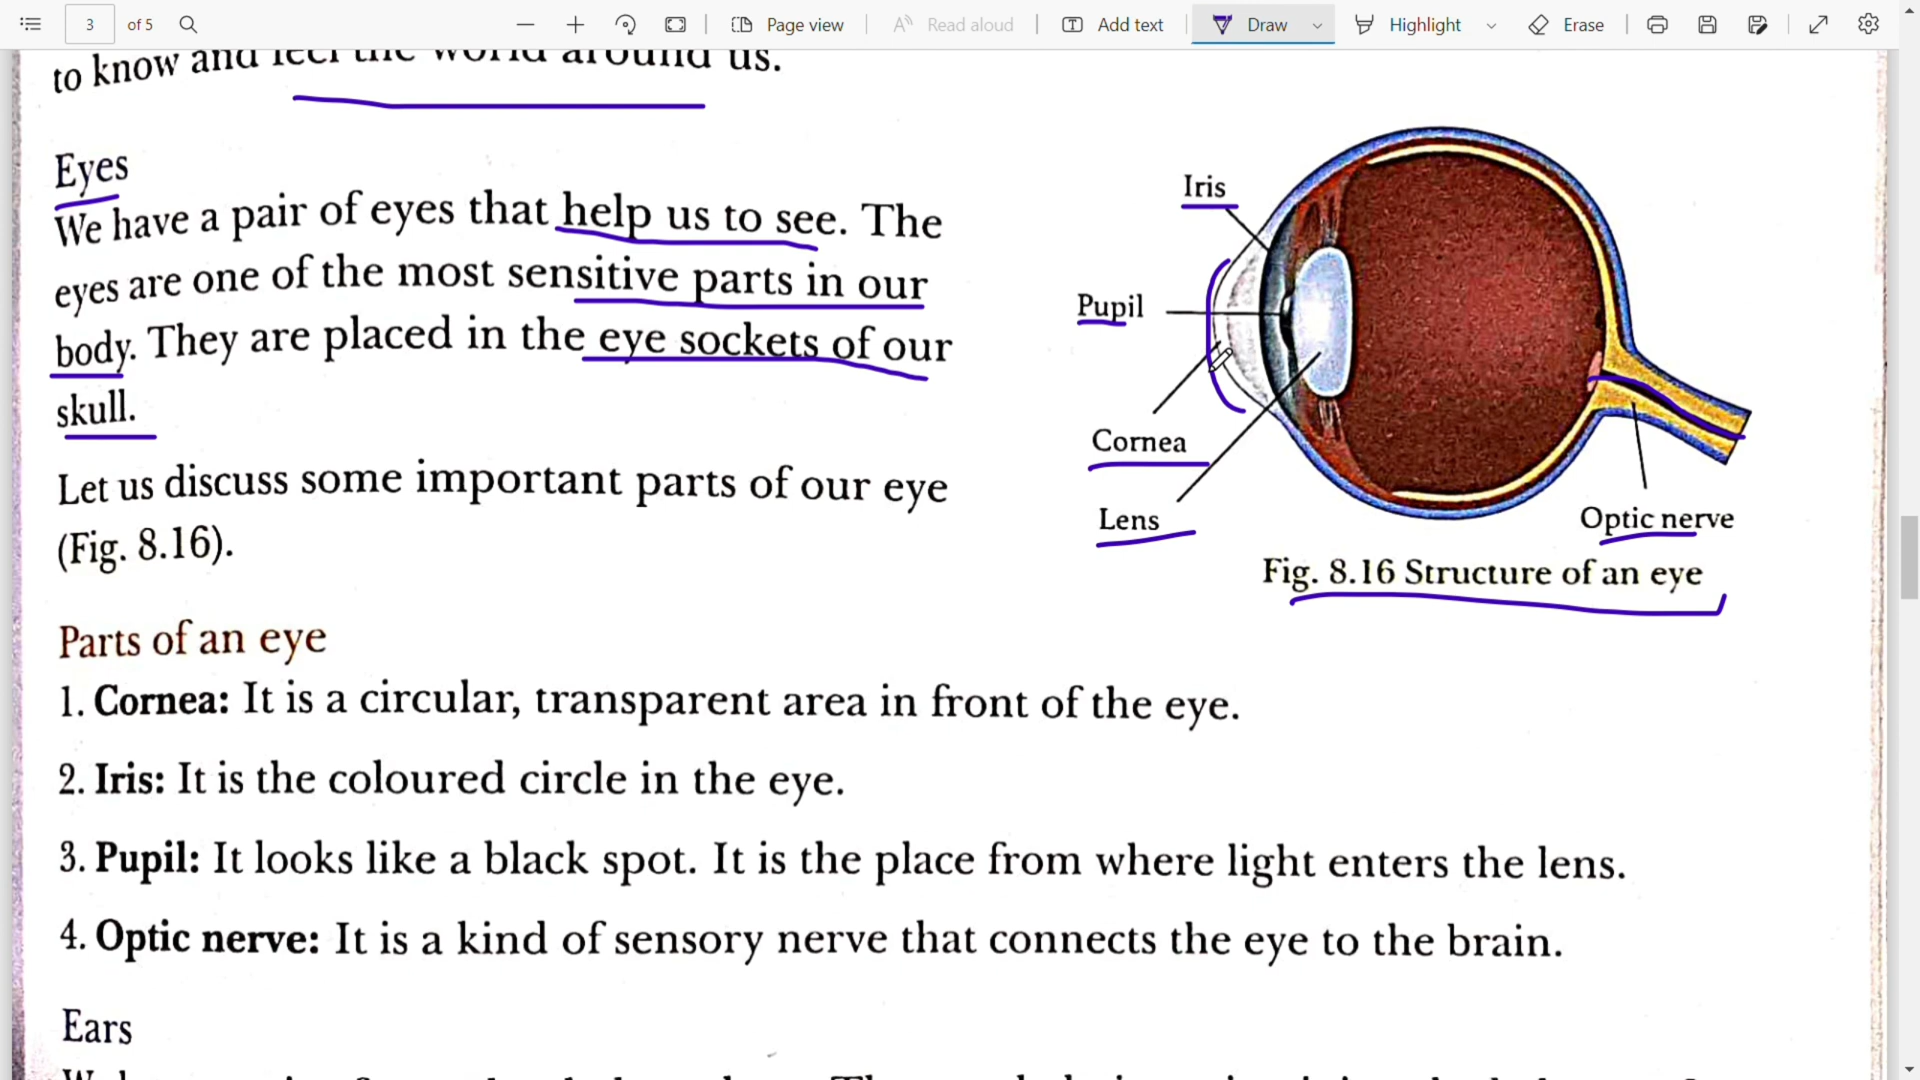 3 of 5 Page view Read aloud Add text Draw Highlight Erase
to know and feel the world around us.
Eyes
We have a pair of eyes that help us to see. The
eyes are one of the most sensitive parts in our
body. They are placed in the eye sockets of our
skull.
Let us discuss some important parts of our eye
(Fig. 8.16).
Iris
Pupil
Cornea
Lens
Optic nerve
Fig. 8.16 Structure of an eye
Parts of an eye
1. Cornea: It is a circular, transparent area in front of the eye.
2. Iris: It is the coloured circle in the eye.
3. Pupil: It looks like a black spot. It is the place from where light enters the lens.
4. Optic nerve: It is a kind of sensory nerve that connects the eye to the brain.
Ears